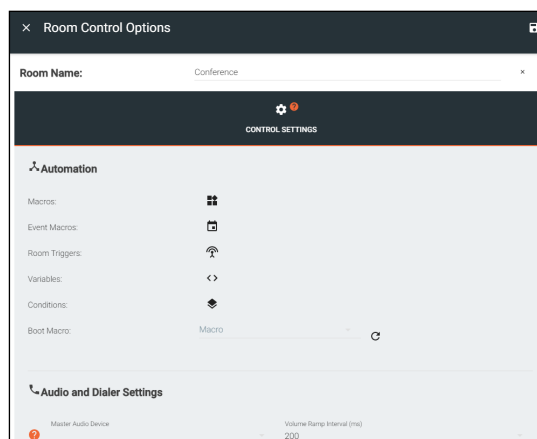 × Room Control Options
Room Name: Conference ×
?
CONTROL SETTINGS
Automation
Macros:
Event Macros:
Room Triggers:
Variables: <>
Conditions:
Boot Macro: Macro
Audio and Dialer Settings
Master Audio Device Volume Ramp Interval (ms)
? 200